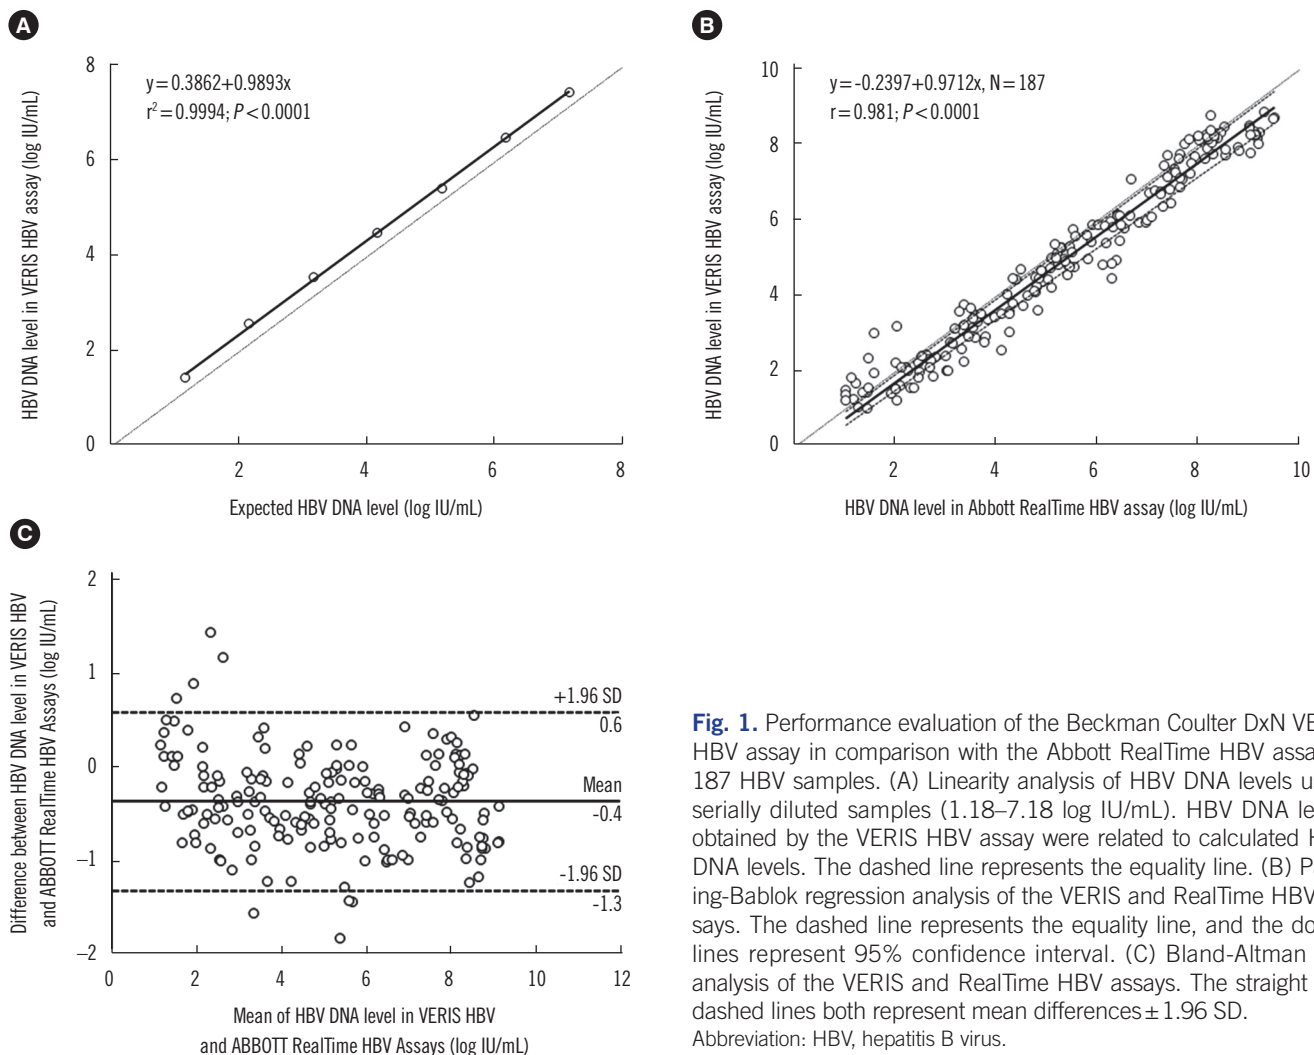 A
8
6
4
2
0
2
4
6
8
y=0.3862+0.9893x
r2=0.9994; P<0.0001
HBV DNA level in VERIS HBV assay (log IU/mL)
Expected HBV DNA level (log IU/mL)
B
10
8
6
4
2
0
2
4
6
8
10
y=-0.2397+0.9712x, N=187
r=0.981; P<0.0001
HBV DNA level in VERIS HBV assay (log IU/mL)
HBV DNA level in Abbott RealTime HBV assay (log IU/mL)
C
2
1
0
–1
–2
0
2
4
6
8
10
12
+1.96 SD
0.6
Mean
-0.4
-1.96 SD
-1.3
Difference between HBV DNA level in VERIS HBV
and ABBOTT RealTime HBV Assays (log IU/mL)
Mean of HBV DNA level in VERIS HBV
and ABBOTT RealTime HBV Assays (log IU/mL)
Fig. 1. Performance evaluation of the Beckman Coulter DxN VE
HBV assay in comparison with the Abbott RealTime HBV assa
187 HBV samples. (A) Linearity analysis of HBV DNA levels u
serially diluted samples (1.18–7.18 log IU/mL). HBV DNA le
obtained by the VERIS HBV assay were related to calculated H
DNA levels. The dashed line represents the equality line. (B) P
ing-Bablok regression analysis of the VERIS and RealTime HBV
says. The dashed line represents the equality line, and the do
lines represent 95% confidence interval. (C) Bland-Altman
analysis of the VERIS and RealTime HBV assays. The straight
dashed lines both represent mean differences±1.96 SD.
Abbreviation: HBV, hepatitis B virus.